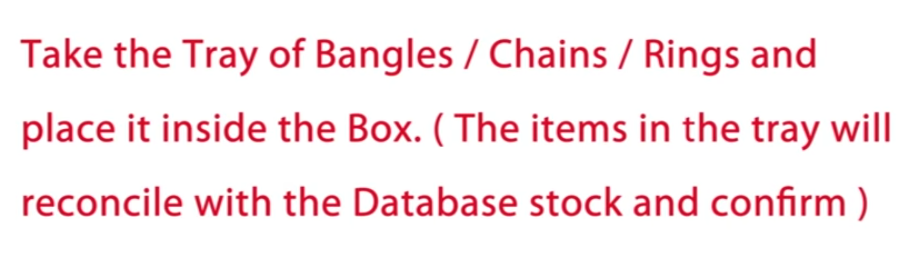 Take the Tray of Bangles / Chains / Rings and
place it inside the Box. ( The items in the tray will
reconcile with the Database stock and confirm )